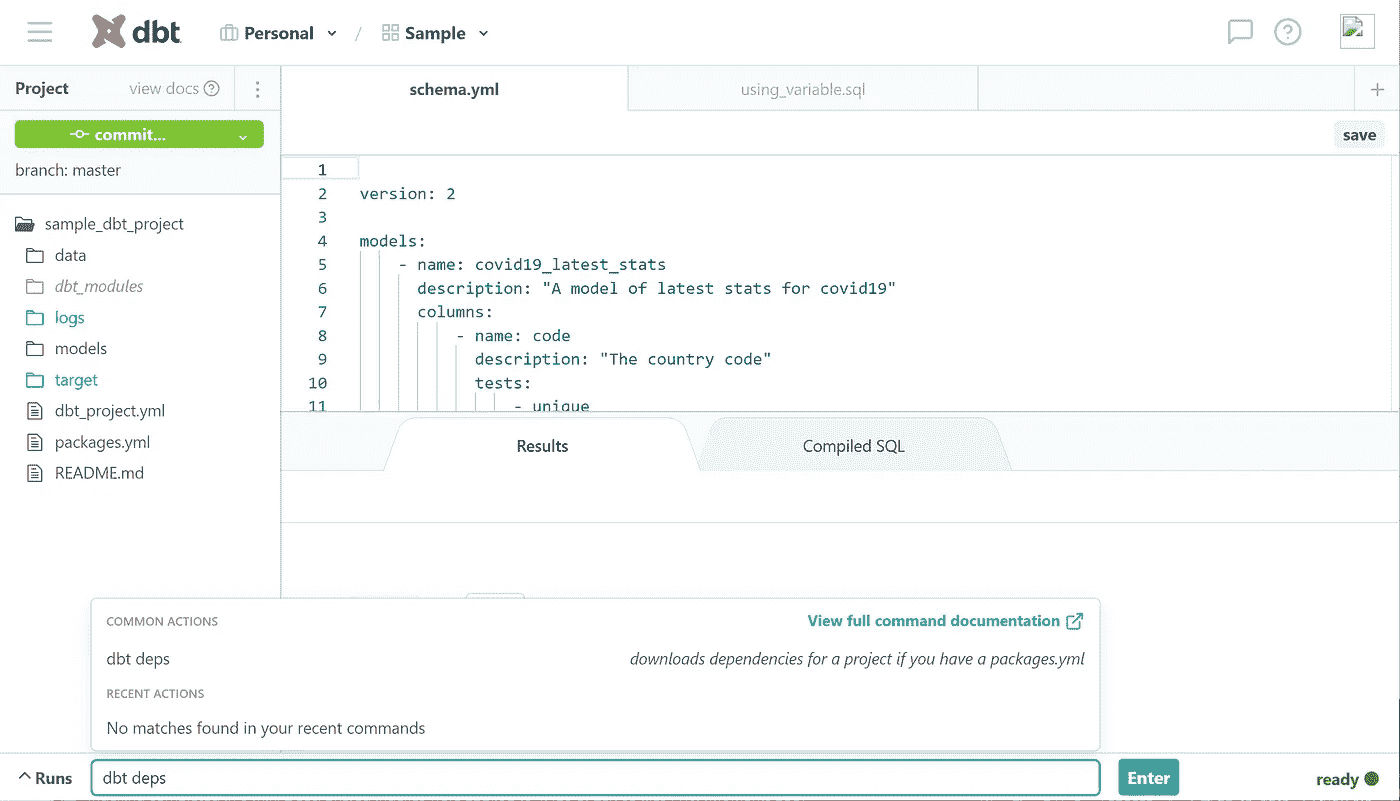 dbt
Personal / Sample
Project view docs
schema.yml using_variable.sql
commit...
save
branch: master
1
2 version: 2
3
4 models:
5 - name: covid19_latest_stats
6 description: "A model of latest stats for covid19"
7 columns:
8 - name: code
9 description: "The country code"
10 tests:
11 - unique
sample_dbt_project
data
dbt_modules
logs
models
target
dbt_project.yml
packages.yml
README.md
Results Compiled SQL
COMMON ACTIONS View full command documentation
dbt deps downloads dependencies for a project if you have a packages.yml
RECENT ACTIONS
No matches found in your recent commands
Runs dbt deps Enter ready